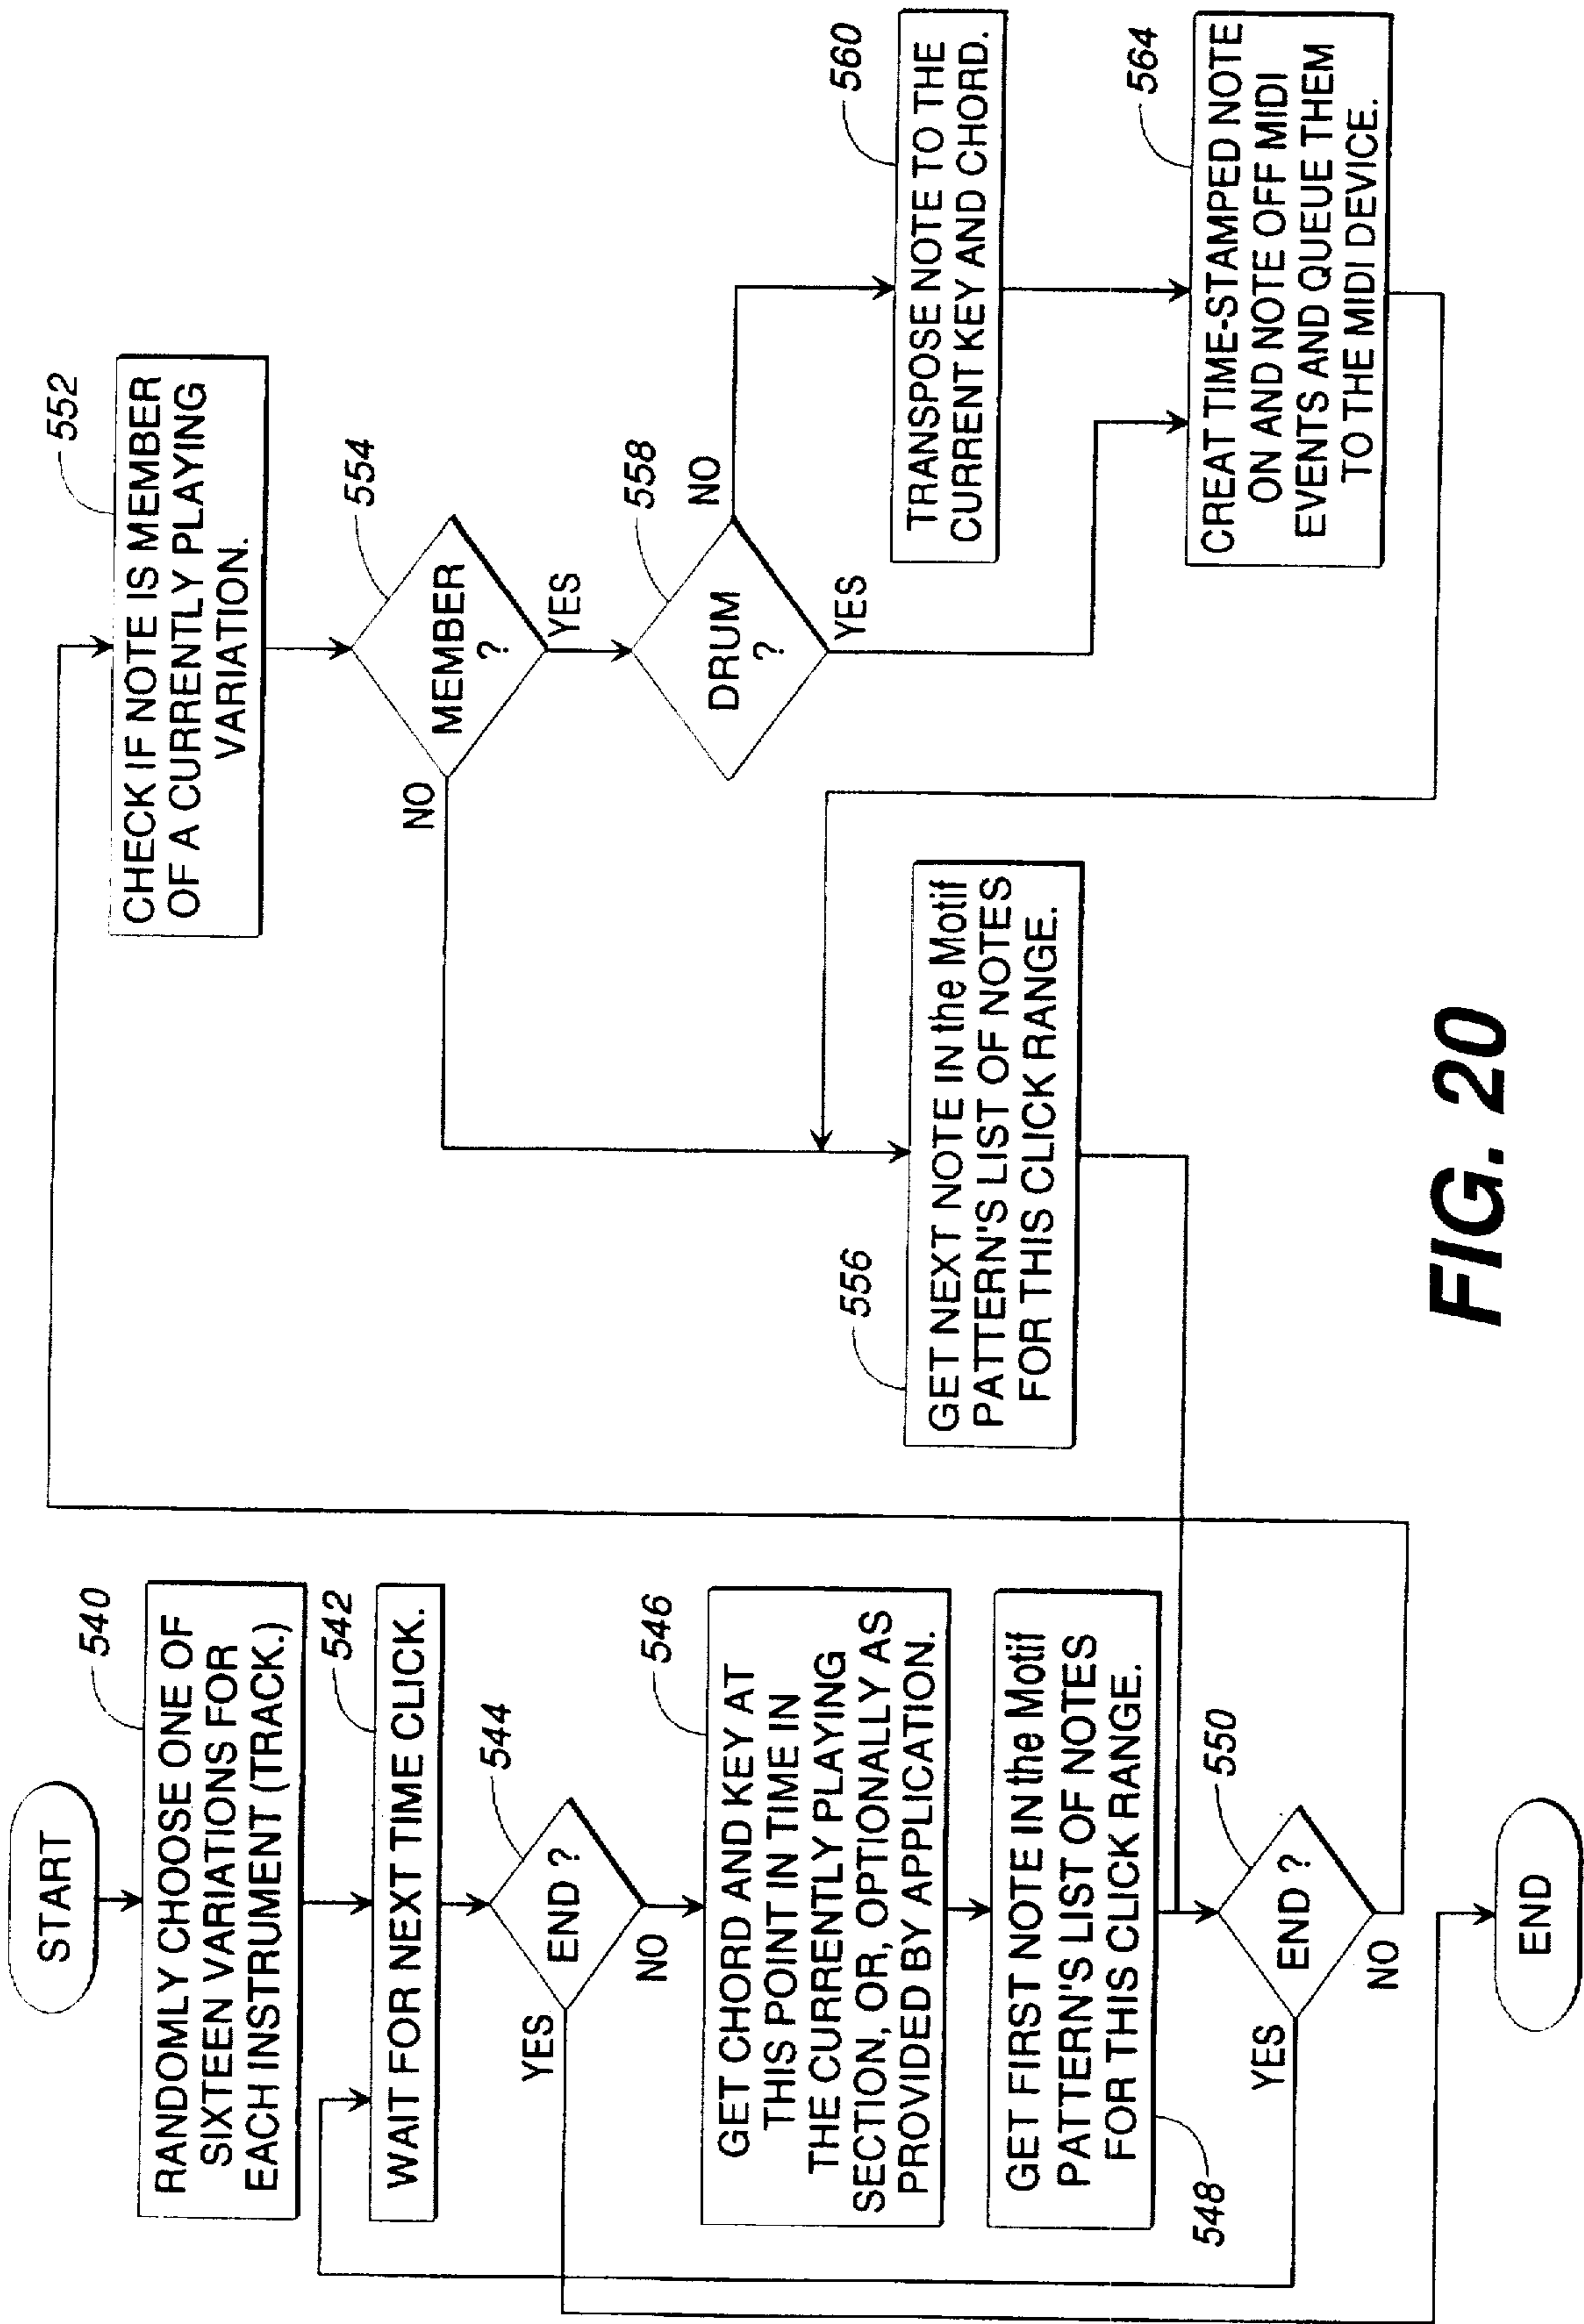 START
540
RANDOMLY CHOOSE ONE OF
SIXTEEN VARIATIONS FOR
EACH INSTRUMENT (TRACK.)
542
WAIT FOR NEXT TIME CLICK.
544
END ?
YES
NO
546
GET CHORD AND KEY AT
THIS POINT IN TIME IN
THE CURRENTLY PLAYING
SECTION, OR, OPTIONALLY AS
PROVIDED BY APPLICATION.
GET FIRST NOTE IN the Motif
PATTERN'S LIST OF NOTES
FOR THIS CLICK RANGE.
548
550
END ?
YES
NO
END
552
CHECK IF NOTE IS MEMBER
OF A CURRENTLY PLAYING
VARIATION.
554
MEMBER
?
NO
YES
558
DRUM
?
NO
YES
556
GET NEXT NOTE IN the Motif
PATTERN'S LIST OF NOTES
FOR THIS CLICK RANGE.
560
TRANSPOSE NOTE TO THE
CURRENT KEY AND CHORD.
564
CREAT TIME-STAMPED NOTE
ON AND NOTE OFF MIDI
EVENTS AND QUEUE THEM
TO THE MIDI DEVICE.
FIG. 20